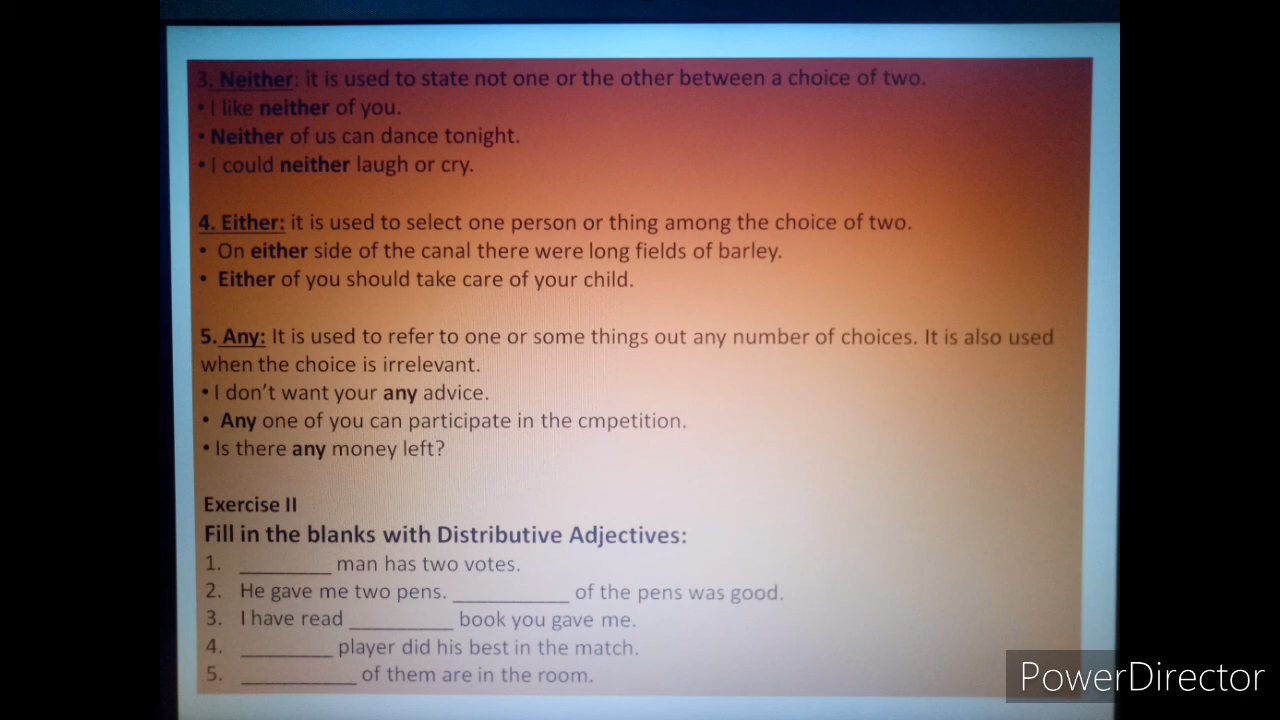 3. Neither: it is used to state not one or the other between a choice of two.
• I like neither of you.
• Neither of us can dance tonight.
• I could neither laugh or cry.
4. Either: it is used to select one person or thing among the choice of two.
• On either side of the canal there were long fields of barley.
• Either of you should take care of your child.
5. Any: It is used to refer to one or some things out any number of choices. It is also used
when the choice is irrelevant.
• I don't want your any advice.
• Any one of you can participate in the cmpetition.
• Is there any money left?
Exercise II
Fill in the blanks with Distributive Adjectives:
1. ________ man has two votes.
2. He gave me two pens. __________ of the pens was good.
3. I have read _________ book you gave me.
4. ________ player did his best in the match.
5. __________ of them are in the room.
PowerDirector